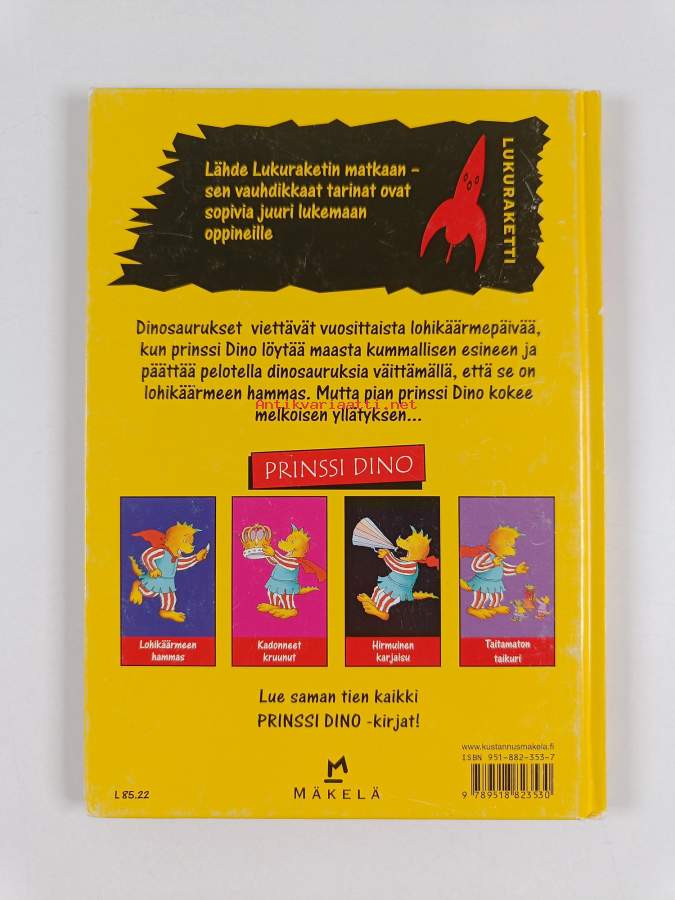 Lähde Lukuraketin matkaan –
sen vauhdikkaat tarinat ovat
sopivia juuri lukemaan
oppineille
LUKURAKETTI
Dinosaurukset viettävät vuosittaista lohikäärmepäivää,
kun prinssi Dino löytää maasta kummallisen esineen ja
päättää pelotella dinosauruksia väittämällä, että se on
lohikäärmeen hammas. Mutta pian prinssi Dino kokee
Antikvariaatti.net
melkoisen yllätyksen...
PRINSSI DINO
Lohikäärmeen
hammas
Kadonneet
kruunut
Hirmuinen
karjaisu
Taitamaton
taikuri
Lue saman tien kaikki
PRINSSI DINO -kirjat!
www.kustannusmakela.fi
ISBN 951-882-353-7
9 789518 823530
M
MÄKELÄ
L 85.22